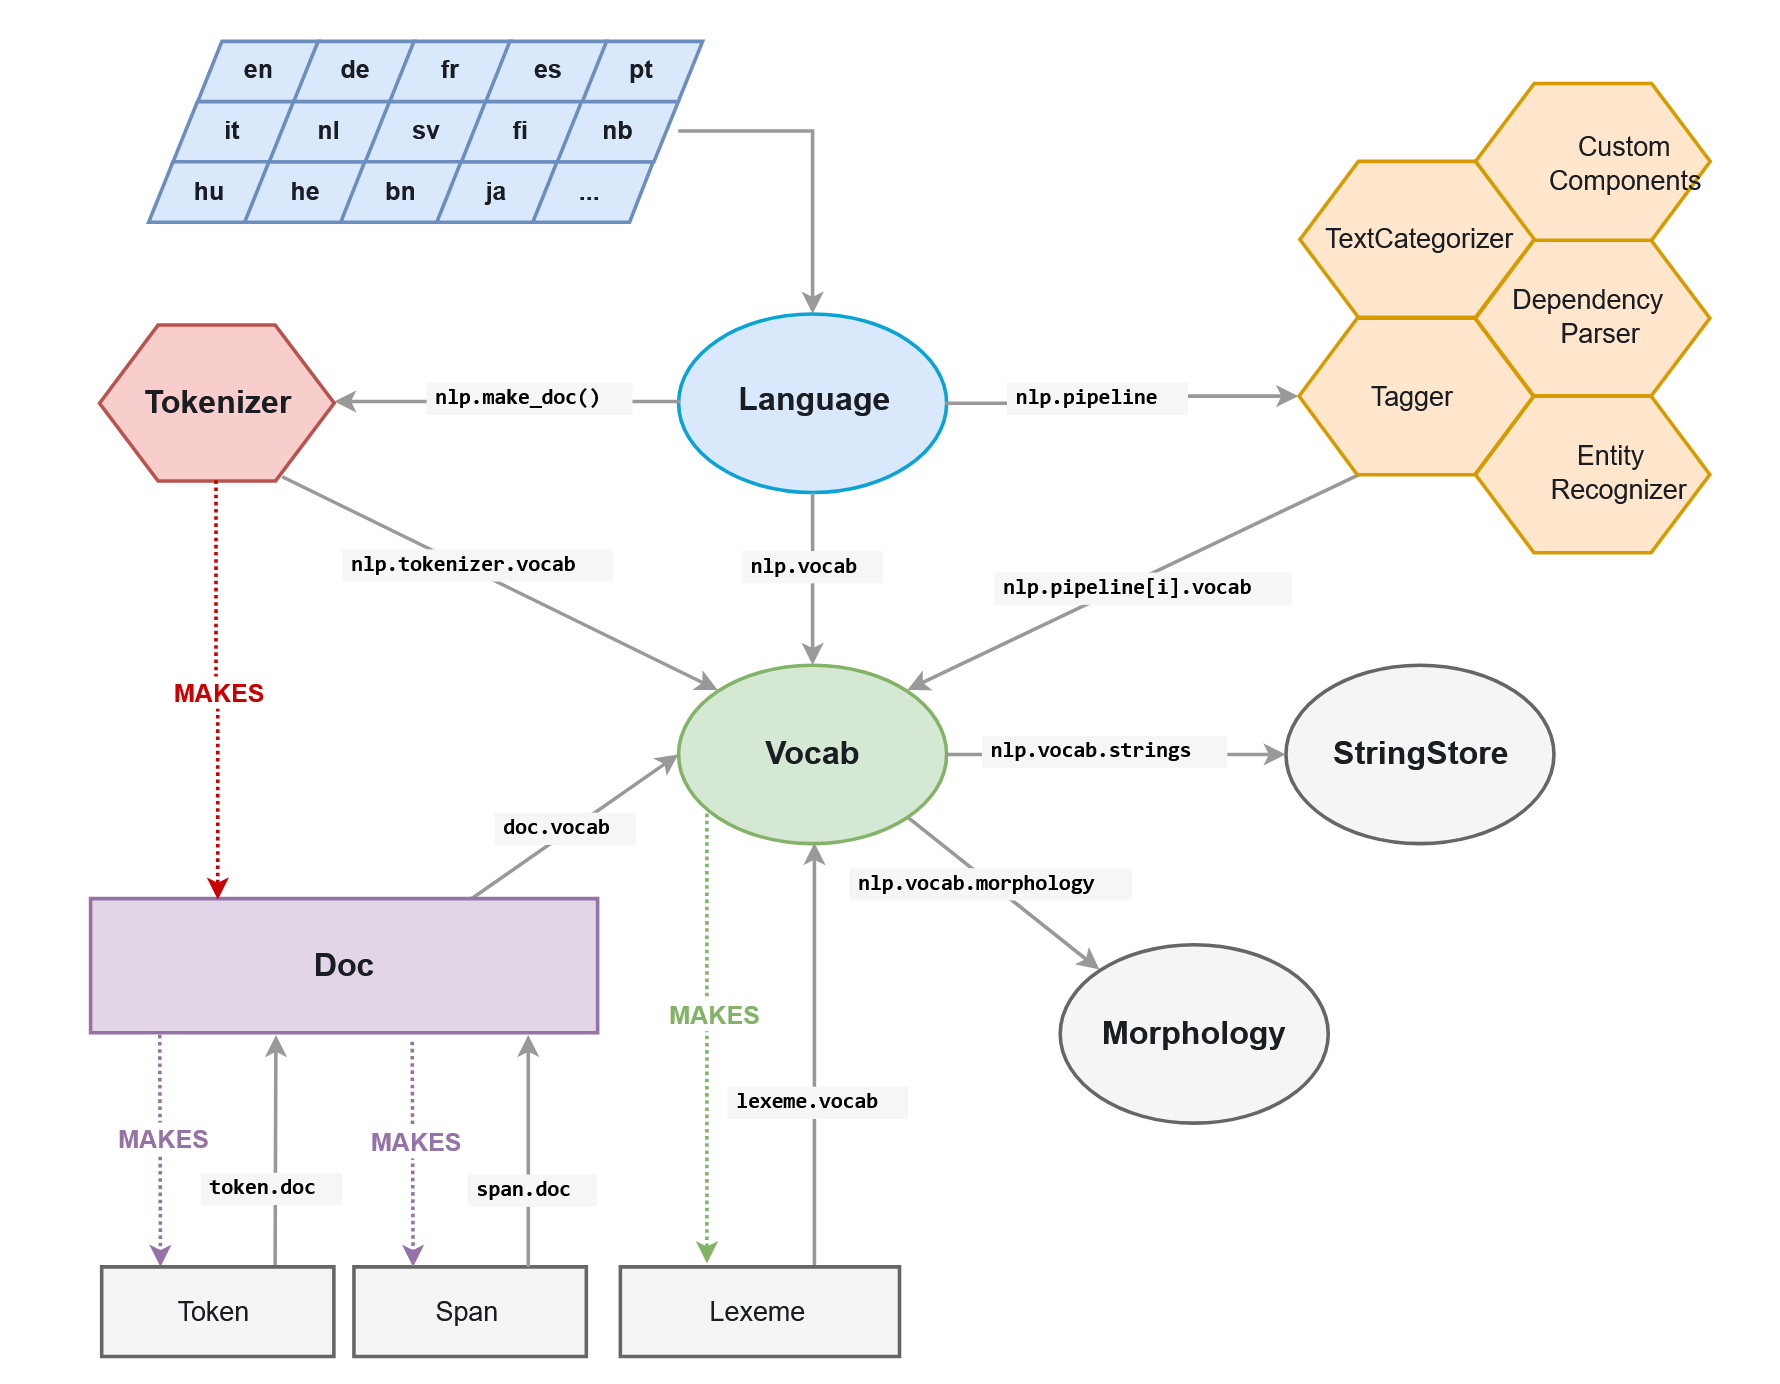 en de fr es pt
it nl sv fi nb
hu he bn ja ...
Custom
Components
TextCategorizer
Dependency
Parser
Tokenizer
nlp.make_doc()
Language
nlp.pipeline
Tagger
Entity
Recognizer
nlp.tokenizer.vocab
nlp.vocab
nlp.pipeline[i].vocab
MAKES
Vocab
nlp.vocab.strings
StringStore
doc.vocab
nlp.vocab.morphology
Doc
MAKES
Morphology
lexeme.vocab
MAKES
MAKES
token.doc
span.doc
Token
Span
Lexeme